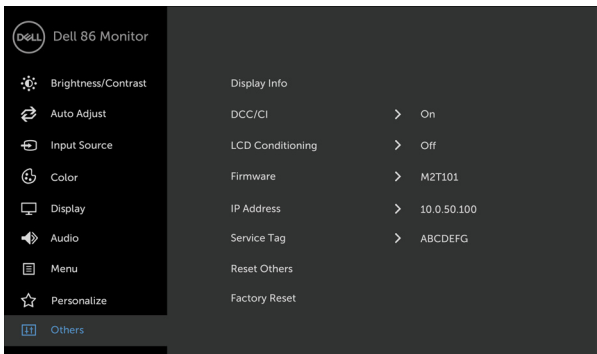 DELL Dell 86 Monitor
Brightness/Contrast
Auto Adjust
Input Source
Color
Display
Audio
Menu
Personalize
Others
Display Info
DCC/CI > On
LCD Conditioning > Off
Firmware > M2T101
IP Address > 10.0.50.100
Service Tag > ABCDEFG
Reset Others
Factory Reset